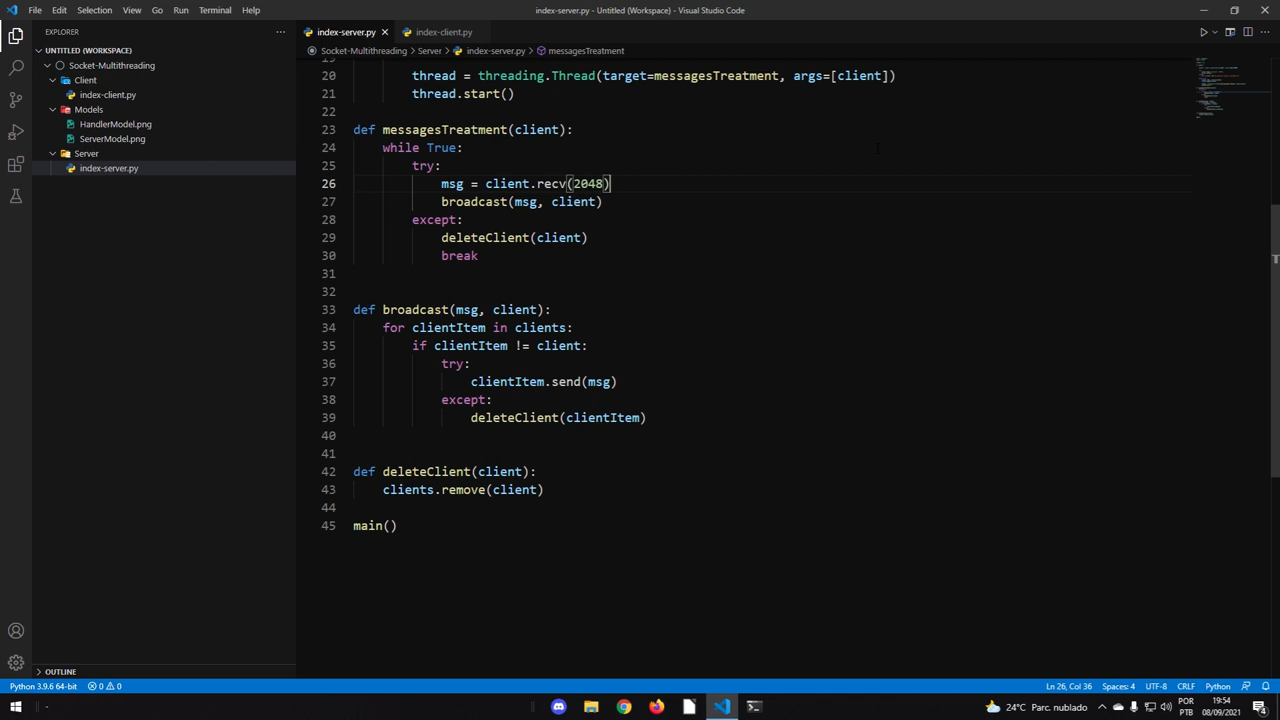 File Edit Selection View Go Run Terminal Help
index-server.py - Untitled (Workspace) - Visual Studio Code
EXPLORER
UNTITLED (WORKSPACE)
Socket-Multithreading
Client
index-client.py
Models
HandlerModel.png
ServerModel.png
Server
index-server.py
OUTLINE
index-server.py
index-client.py
Socket-Multithreading > Server > index-server.py > messagesTreatment
19
20 thread = threading.Thread(target=messagesTreatment, args=[client])
21 thread.start()
22
23 def messagesTreatment(client):
24 while True:
25 try:
26 msg = client.recv(2048)
27 broadcast(msg, client)
28 except:
29 deleteClient(client)
30 break
31
32
33 def broadcast(msg, client):
34 for clientItem in clients:
35 if clientItem != client:
36 try:
37 clientItem.send(msg)
38 except:
39 deleteClient(clientItem)
40
41
42 def deleteClient(client):
43 clients.remove(client)
44
45 main()
Python 3.9.6 64-bit 0 0 Ln 26, Col 36 Spaces: 4 UTF-8 CRLF Python
24°C Parc. nublado POR 19:54
PTB 08/09/2021 4